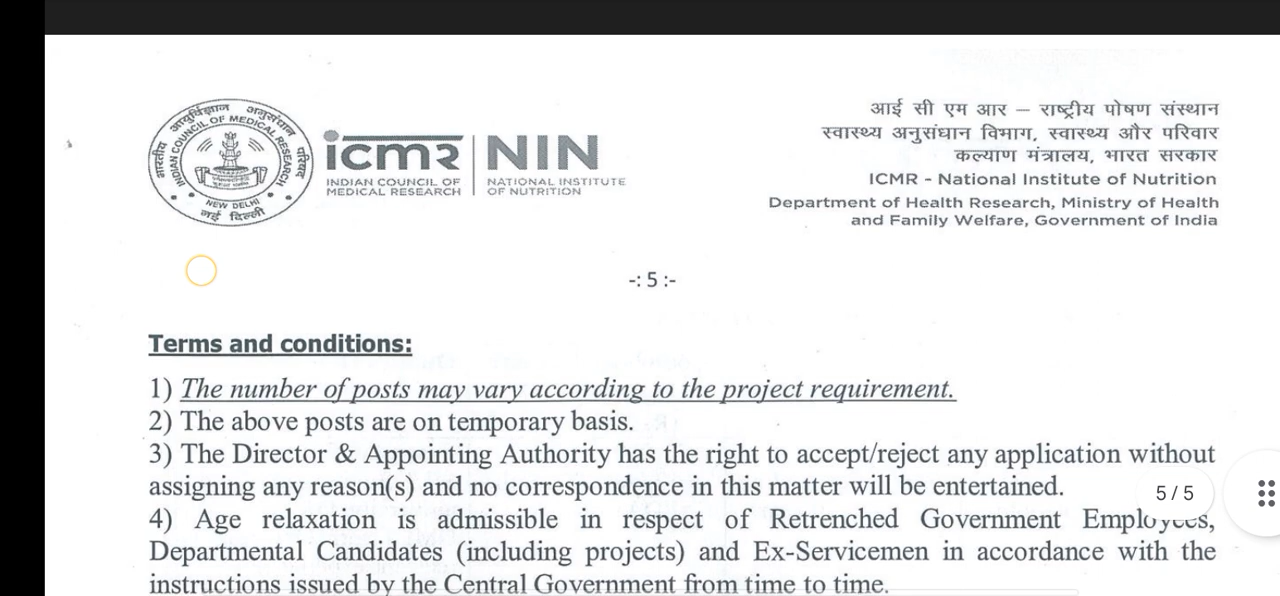 भारतीय आयुर्विज्ञान अनुसंधान परिषद
INDIAN COUNCIL OF MEDICAL RESEARCH
NEW DELHI
नई दिल्ली
icmr
INDIAN COUNCIL OF
MEDICAL RESEARCH
NIN
NATIONAL INSTITUTE
OF NUTRITION
आई सी एम आर – राष्ट्रीय पोषण संस्थान
स्वास्थ्य अनुसंधान विभाग, स्वास्थ्य और परिवार
कल्याण मंत्रालय, भारत सरकार
ICMR - National Institute of Nutrition
Department of Health Research, Ministry of Health
and Family Welfare, Government of India
-: 5 :-
Terms and conditions:
1) The number of posts may vary according to the project requirement.
2) The above posts are on temporary basis.
3) The Director & Appointing Authority has the right to accept/reject any application without
assigning any reason(s) and no correspondence in this matter will be entertained.
5 / 5
4) Age relaxation is admissible in respect of Retrenched Government Employees,
Departmental Candidates (including projects) and Ex-Servicemen in accordance with the
instructions issued by the Central Government from time to time.